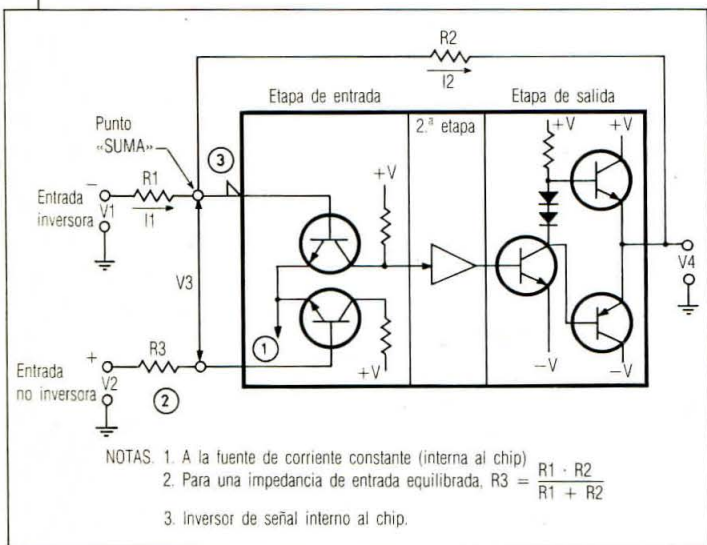 R2
I2
Etapa de entrada
Etapa de salida
Punto
«SUMA»
2.ª etapa
+V
+V
3
+V
Entrada
inversora
−
V1
R1
I1
V3
V4
1
+V
−V
−V
Entrada
no inversora
+
V2
R3
2
NOTAS. 1. A la fuente de corriente constante (interna al chip)
2. Para una impedancia de entrada equilibrada, R3 = R1 · R2 / R1 + R2
3. Inversor de señal interno al chip.